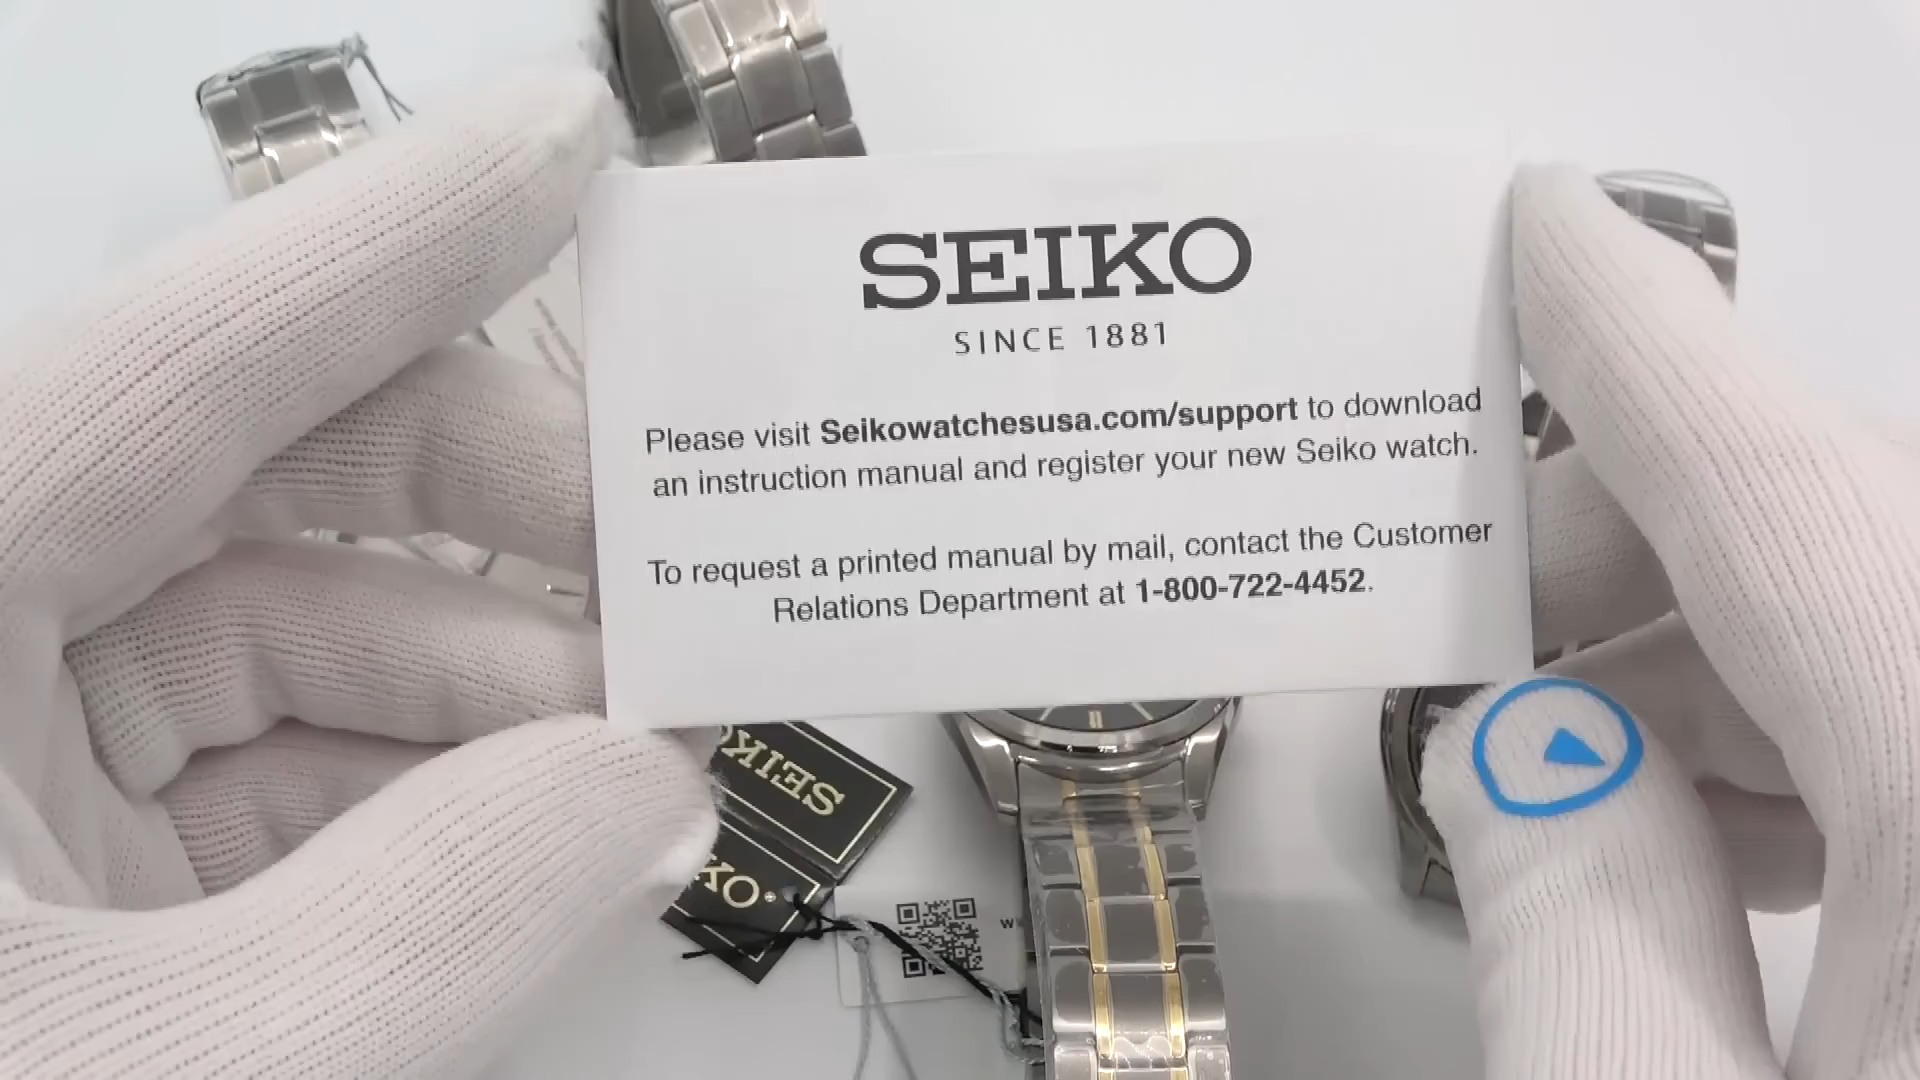 SEIKO
SINCE 1881
Please visit Seikowatchesusa.com/support to download
an instruction manual and register your new Seiko watch.
To request a printed manual by mail, contact the Customer
Relations Department at 1-800-722-4452.
SEIKO
KO